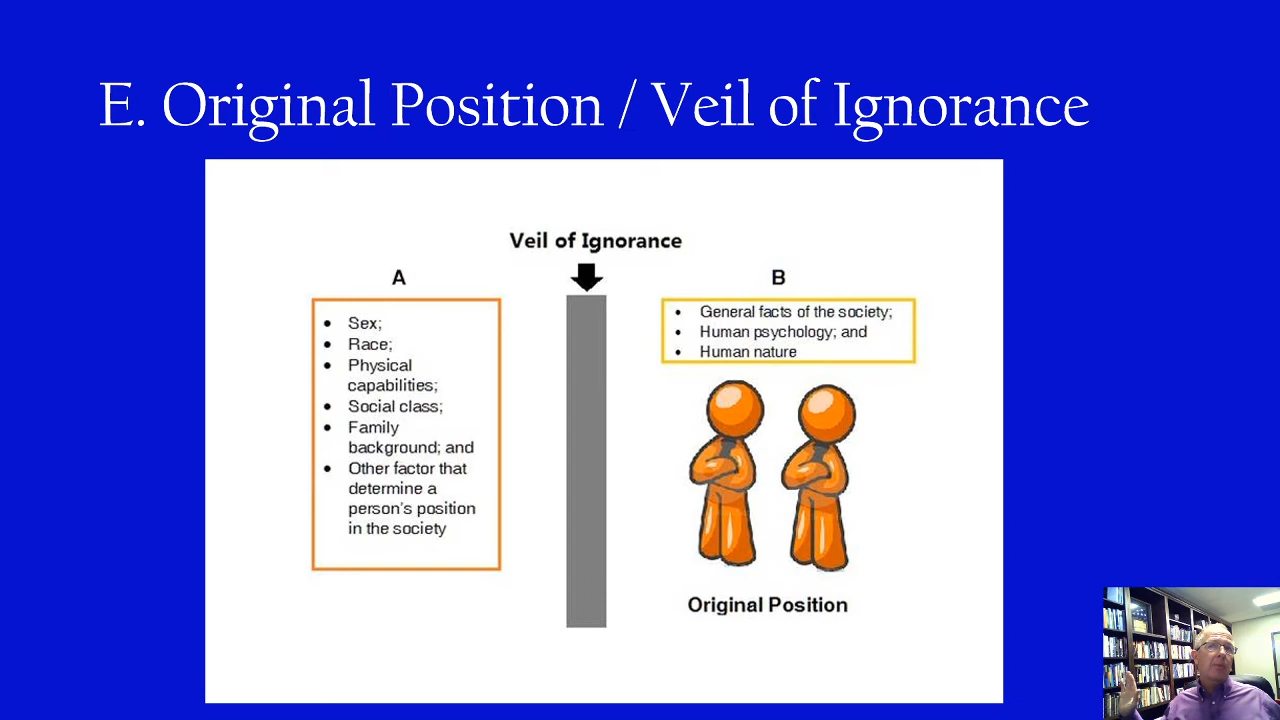 E. Original Position / Veil of Ignorance
Veil of Ignorance
A
• Sex;
• Race;
• Physical
capabilities;
• Social class;
• Family
background; and
• Other factor that
determine a
person's position
in the society
B
• General facts of the society;
• Human psychology; and
• Human nature
Original Position